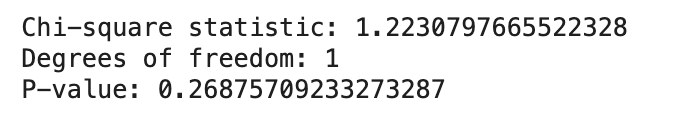 Chi-square statistic: 1.2230797665522328
Degrees of freedom: 1
P-value: 0.26875709233273287